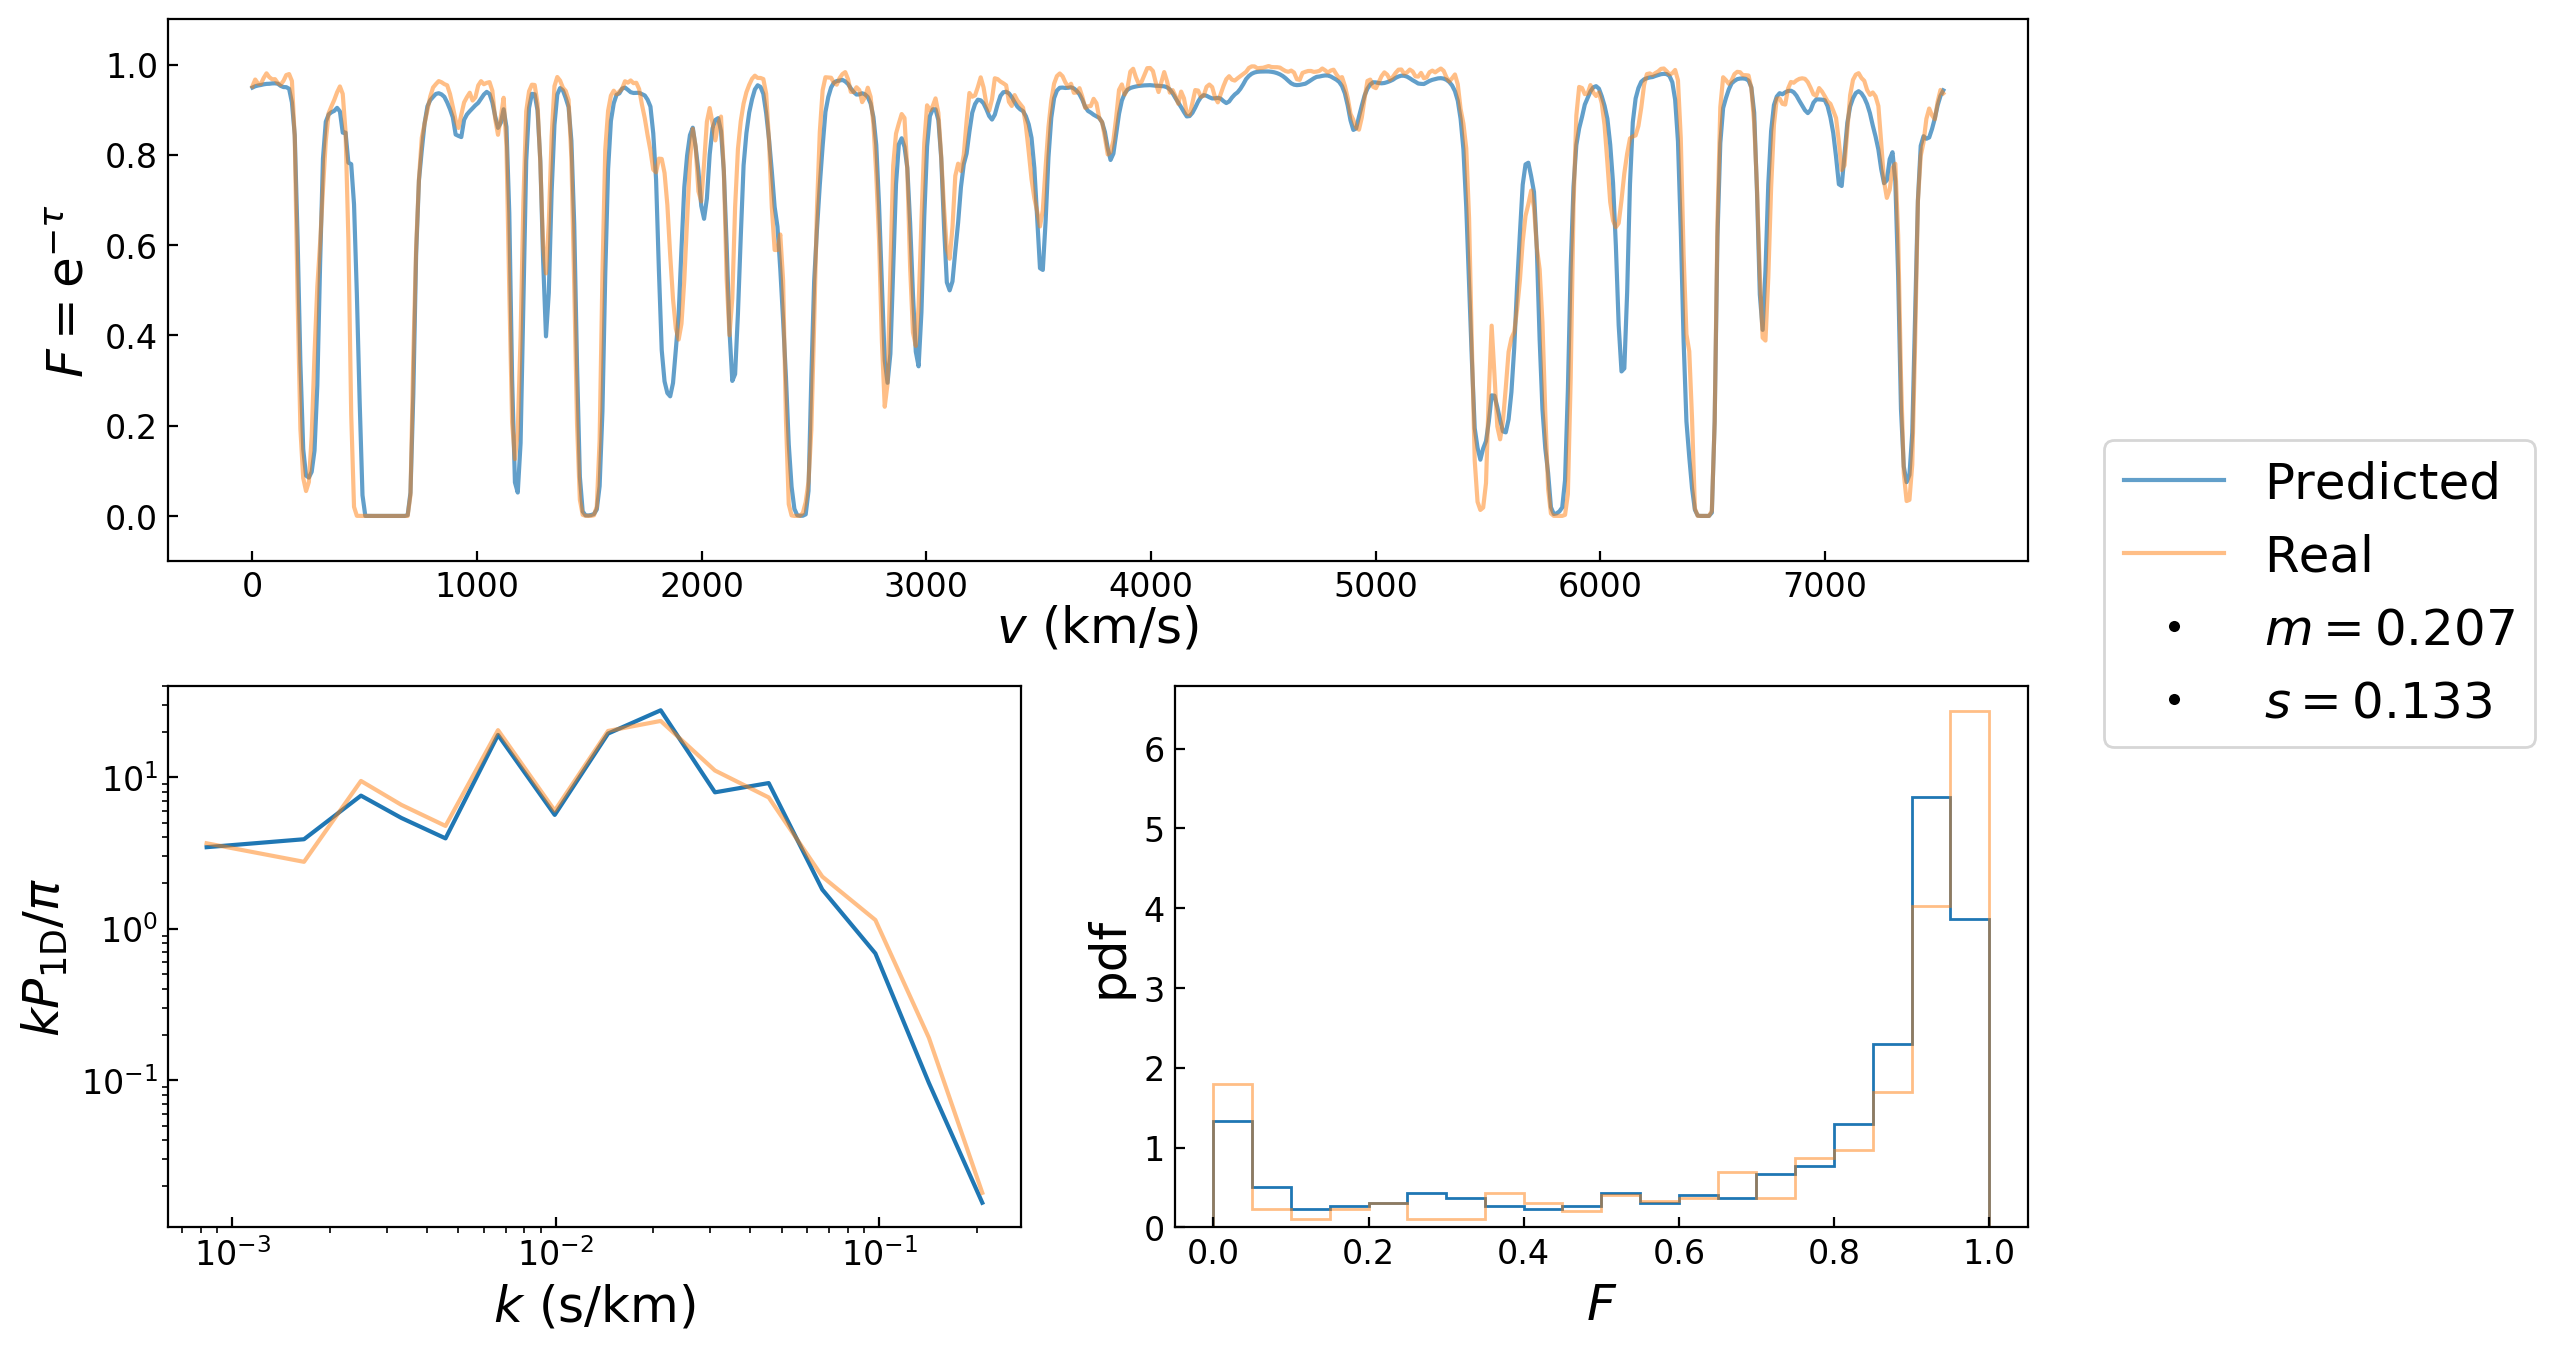 1.0
0.8
0.6
0.4
0.2
0.0
F = e^{-τ}
0 1000 2000 3000 4000 5000 6000 7000
v (km/s)
Predicted
Real
m = 0.207
s = 0.133
10^1
10^0
10^{-1}
kP_{1D}/π
10^{-3} 10^{-2} 10^{-1}
k (s/km)
6
5
4
3
2
1
0
pdf
0.0 0.2 0.4 0.6 0.8 1.0
F